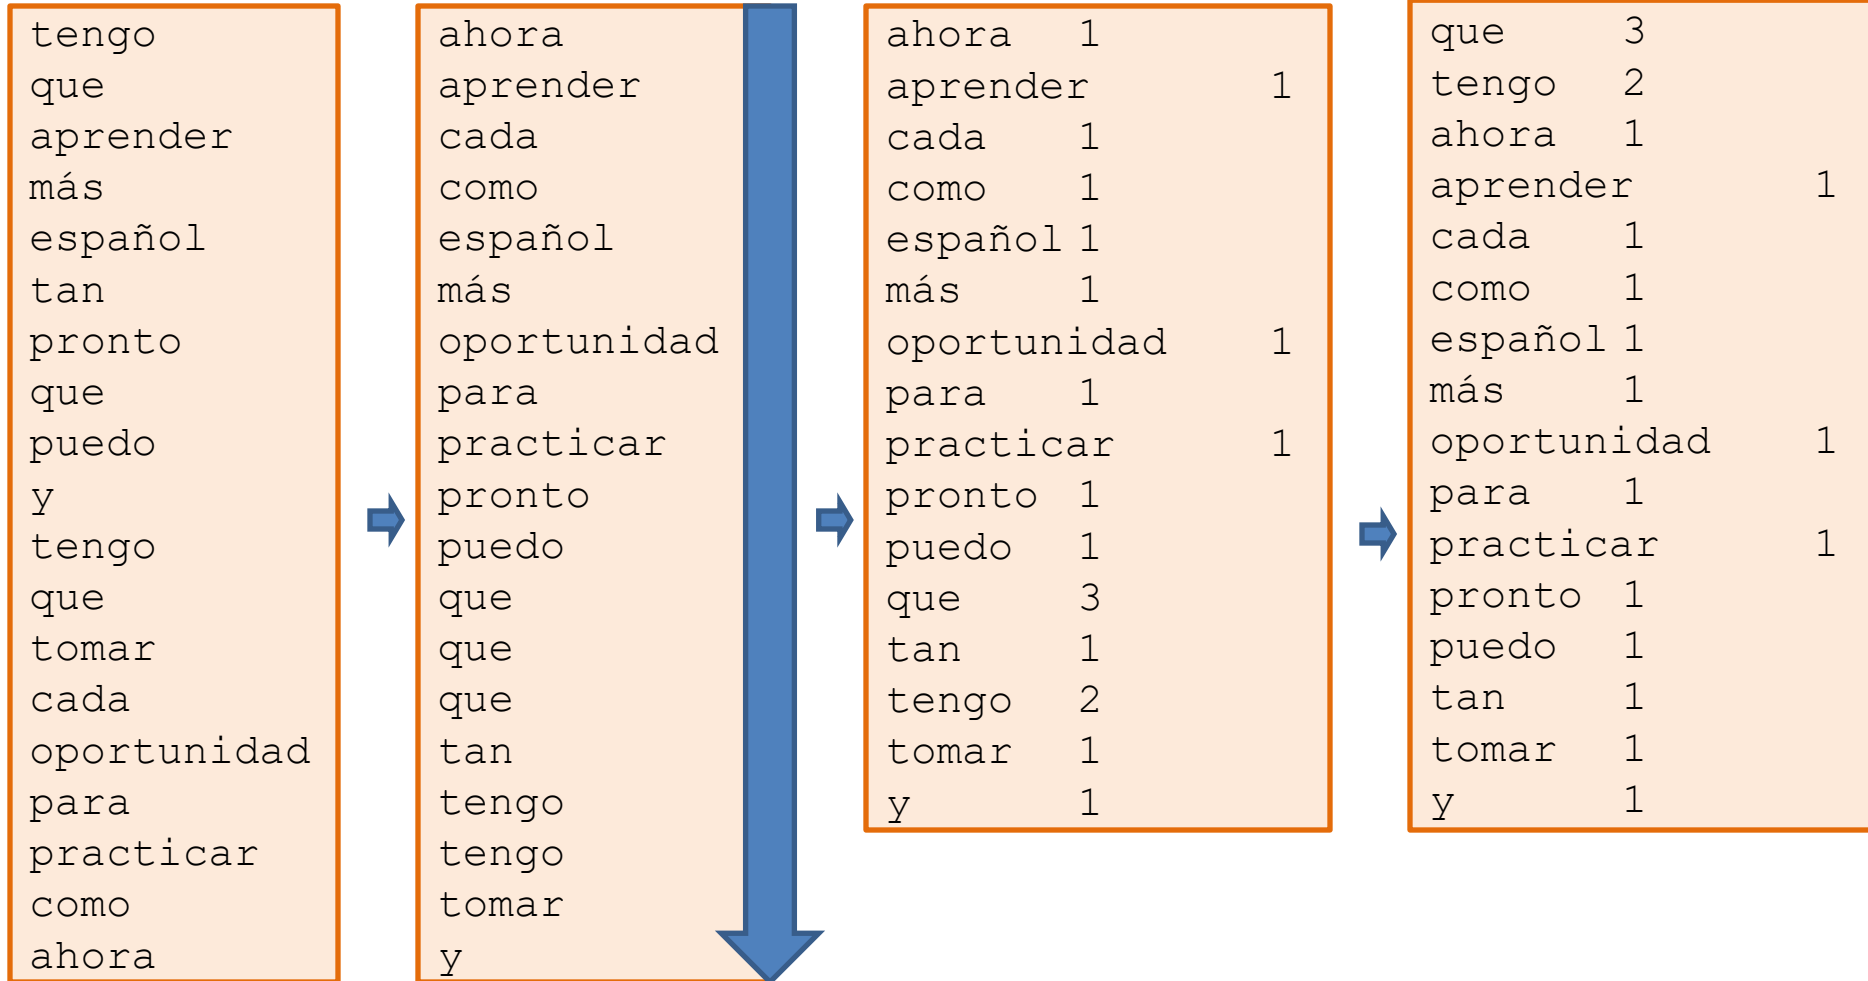 tengo
que
aprender
más
español
tan
pronto
que
puedo
y
tengo
que
tomar
cada
oportunidad
para
practicar
como
ahora
ahora
aprender
cada
como
español
más
oportunidad
para
practicar
pronto
puedo
que
que
que
tan
tengo
tengo
tomar
y
ahora 1
aprender 1
cada 1
como 1
español 1
más 1
oportunidad 1
para 1
practicar 1
pronto 1
puedo 1
que 3
tan 1
tengo 2
tomar 1
y 1
que 3
tengo 2
ahora 1
aprender 1
cada 1
como 1
español 1
más 1
oportunidad 1
para 1
practicar 1
pronto 1
puedo 1
tan 1
tomar 1
y 1